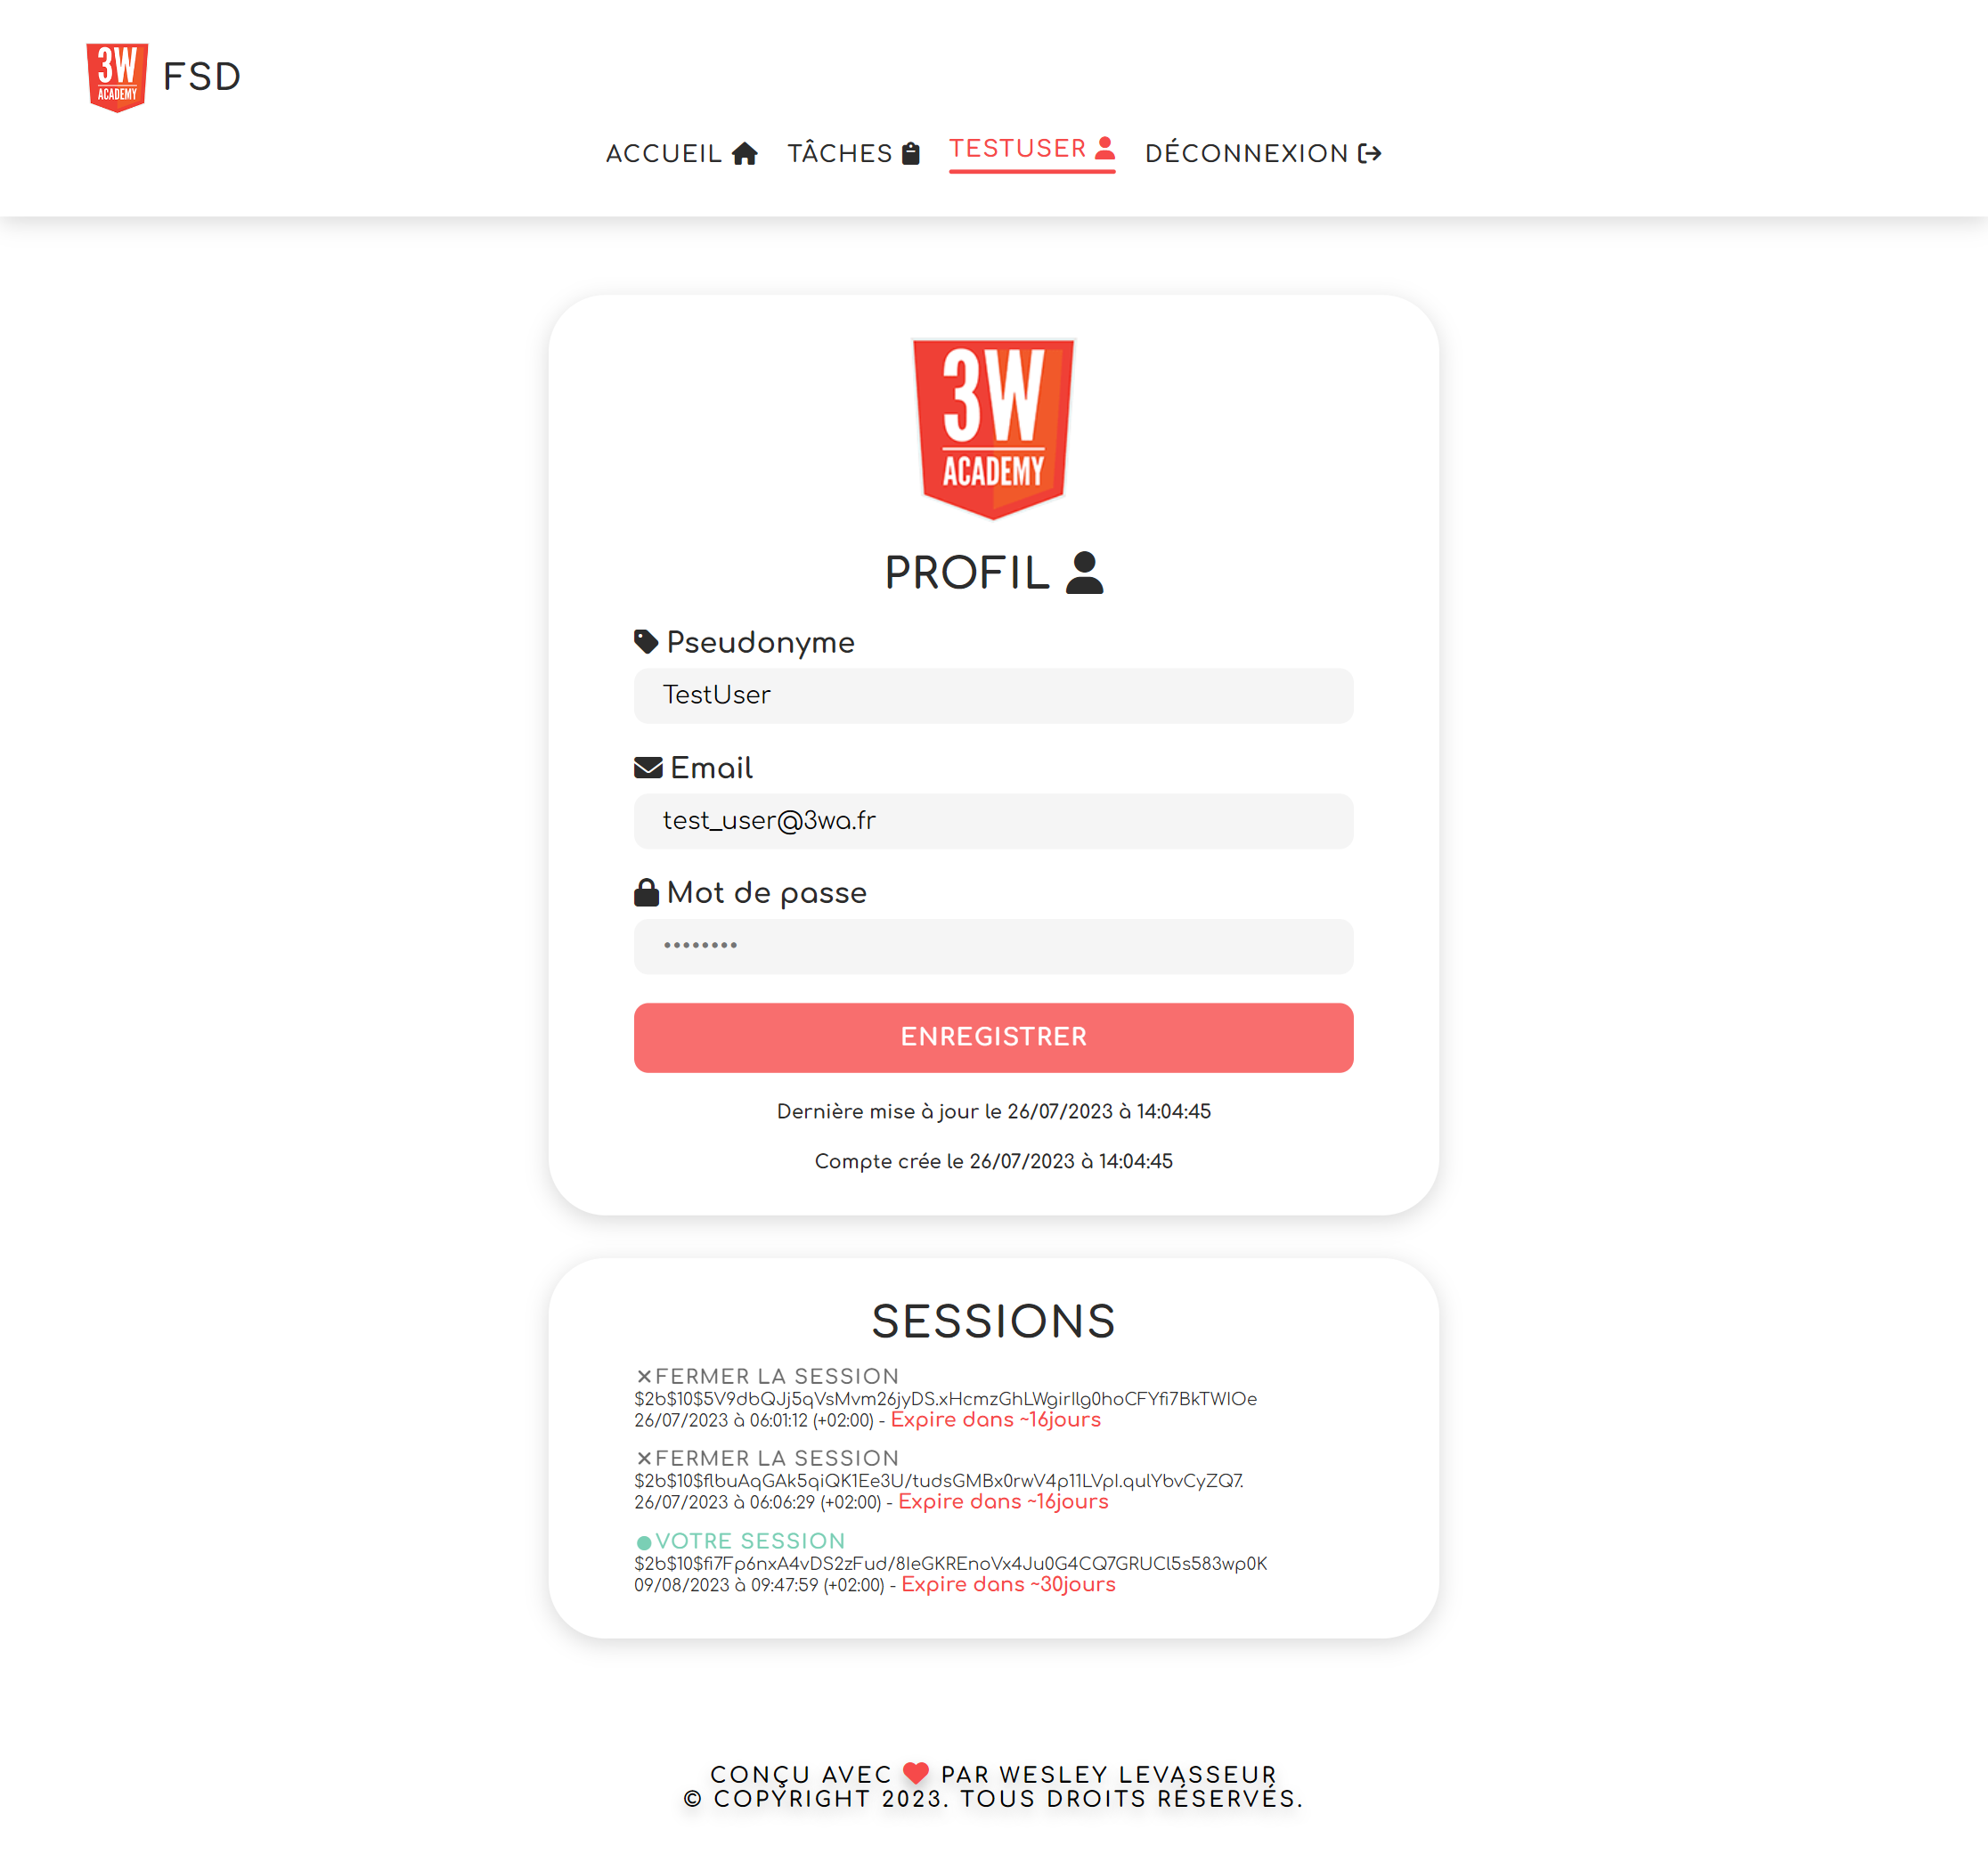 3W
ACADEMY
FSD
ACCUEIL
TÂCHES
TESTUSER
DÉCONNEXION
3W
ACADEMY
PROFIL
Pseudonyme
TestUser
Email
test_user@3wa.fr
Mot de passe
••••••••
ENREGISTRER
Dernière mise à jour le 26/07/2023 à 14:04:45
Compte crée le 26/07/2023 à 14:04:45
SESSIONS
×FERMER LA SESSION
$2b$10$5V9dbQJj5qVsMvm26jyDS.xHcmzGhLWgirIlg0hoCFYfi7BkTWIOe
26/07/2023 à 06:01:12 (+02:00) - Expire dans ~16jours
×FERMER LA SESSION
$2b$10$flbuAqGAk5qiQK1Ee3U/tudsGMBx0rwV4p11LVpI.qulYbvCyZQ7.
26/07/2023 à 06:06:29 (+02:00) - Expire dans ~16jours
VOTRE SESSION
$2b$10$fi7Fp6nxA4vDS2zFud/8IeGKREnoVx4Ju0G4CQ7GRUCl5s583wp0K
09/08/2023 à 09:47:59 (+02:00) - Expire dans ~30jours
CONÇU AVEC ❤ PAR WESLEY LEVASSEUR
© COPYRIGHT 2023. TOUS DROITS RÉSERVÉS.